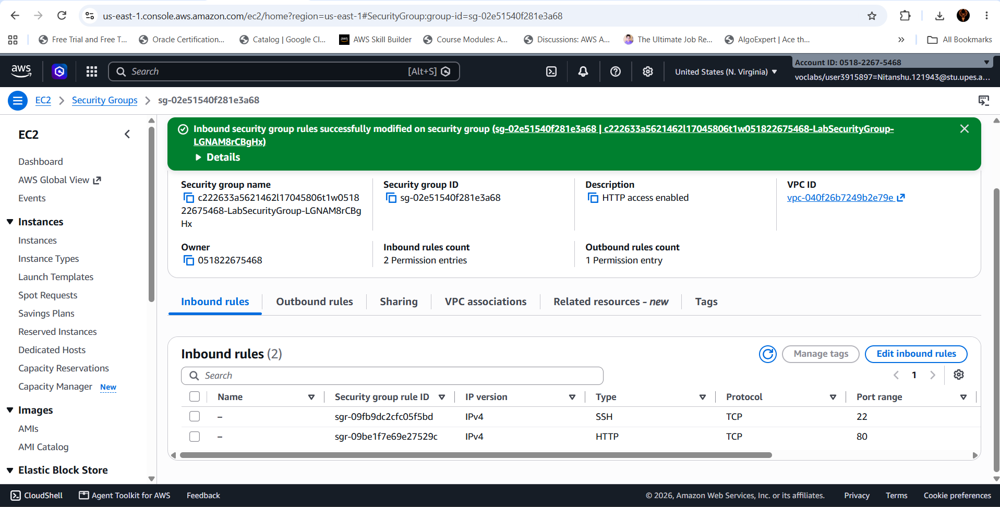 us-east-1.console.aws.amazon.com/ec2/home?region=us-east-1#SecurityGroup:group-id=sg-02e51540f281e3a68
Free Trial and Free T...
Oracle Certification...
Catalog | Google Cl...
aws
AWS Skill Builder
Course Modules: A...
Discussions: AWS A...
The Ultimate Job Re...
AlgoExpert | Ace th...
All Bookmarks
aws
Search
[Alt+S]
United States (N. Virginia)
Account ID: 0518-2267-5468
voclabs/user3915897=Nitanshu.121943@stu.upes.a...
EC2
Security Groups
sg-02e51540f281e3a68
EC2
Dashboard
AWS Global View
Events
Instances
Instances
Instance Types
Launch Templates
Spot Requests
Savings Plans
Reserved Instances
Dedicated Hosts
Capacity Reservations
Capacity Manager New
Images
AMIs
AMI Catalog
Elastic Block Store
Inbound security group rules successfully modified on security group (sg-02e51540f281e3a68 | c222633a5621462l17045806t1w051822675468-LabSecurityGroup-
LGNAM8rCBgHx)
Details
Security group name
c222633a5621462l17045806t1w0518
22675468-LabSecurityGroup-LGNAM8rCBg
Hx
Security group ID
sg-02e51540f281e3a68
Description
HTTP access enabled
VPC ID
vpc-040f26b7249b2e79e
Owner
051822675468
Inbound rules count
2 Permission entries
Outbound rules count
1 Permission entry
Inbound rules
Outbound rules
Sharing
VPC associations
Related resources - new
Tags
Inbound rules (2)
Manage tags
Edit inbound rules
Search
1
Name Security group rule ID IP version Type Protocol Port range
– sgr-09fb9dc2cfc05f5bd IPv4 SSH TCP 22
– sgr-09be1f7e69e27529c IPv4 HTTP TCP 80
CloudShell
Agent Toolkit for AWS
Feedback
© 2026, Amazon Web Services, Inc. or its affiliates.
Privacy
Terms
Cookie preferences